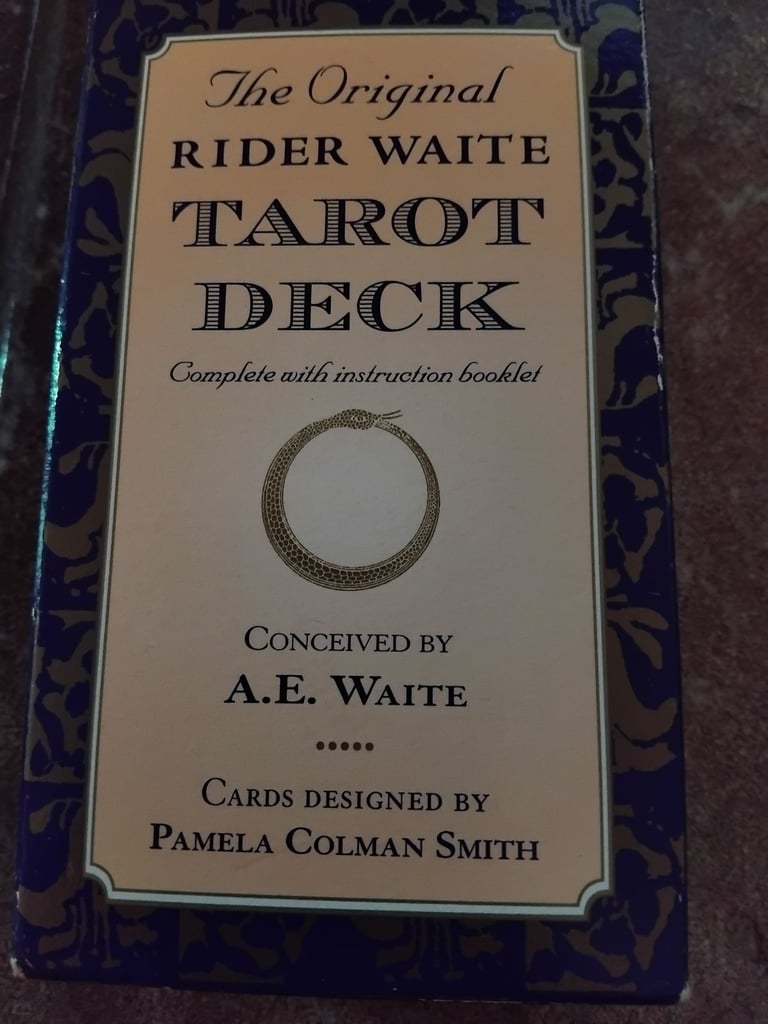 The Original
RIDER WAITE
TAROT
DECK
Complete with instruction booklet
CONCEIVED BY
A.E. WAITE
CARDS DESIGNED BY
PAMELA COLMAN SMITH